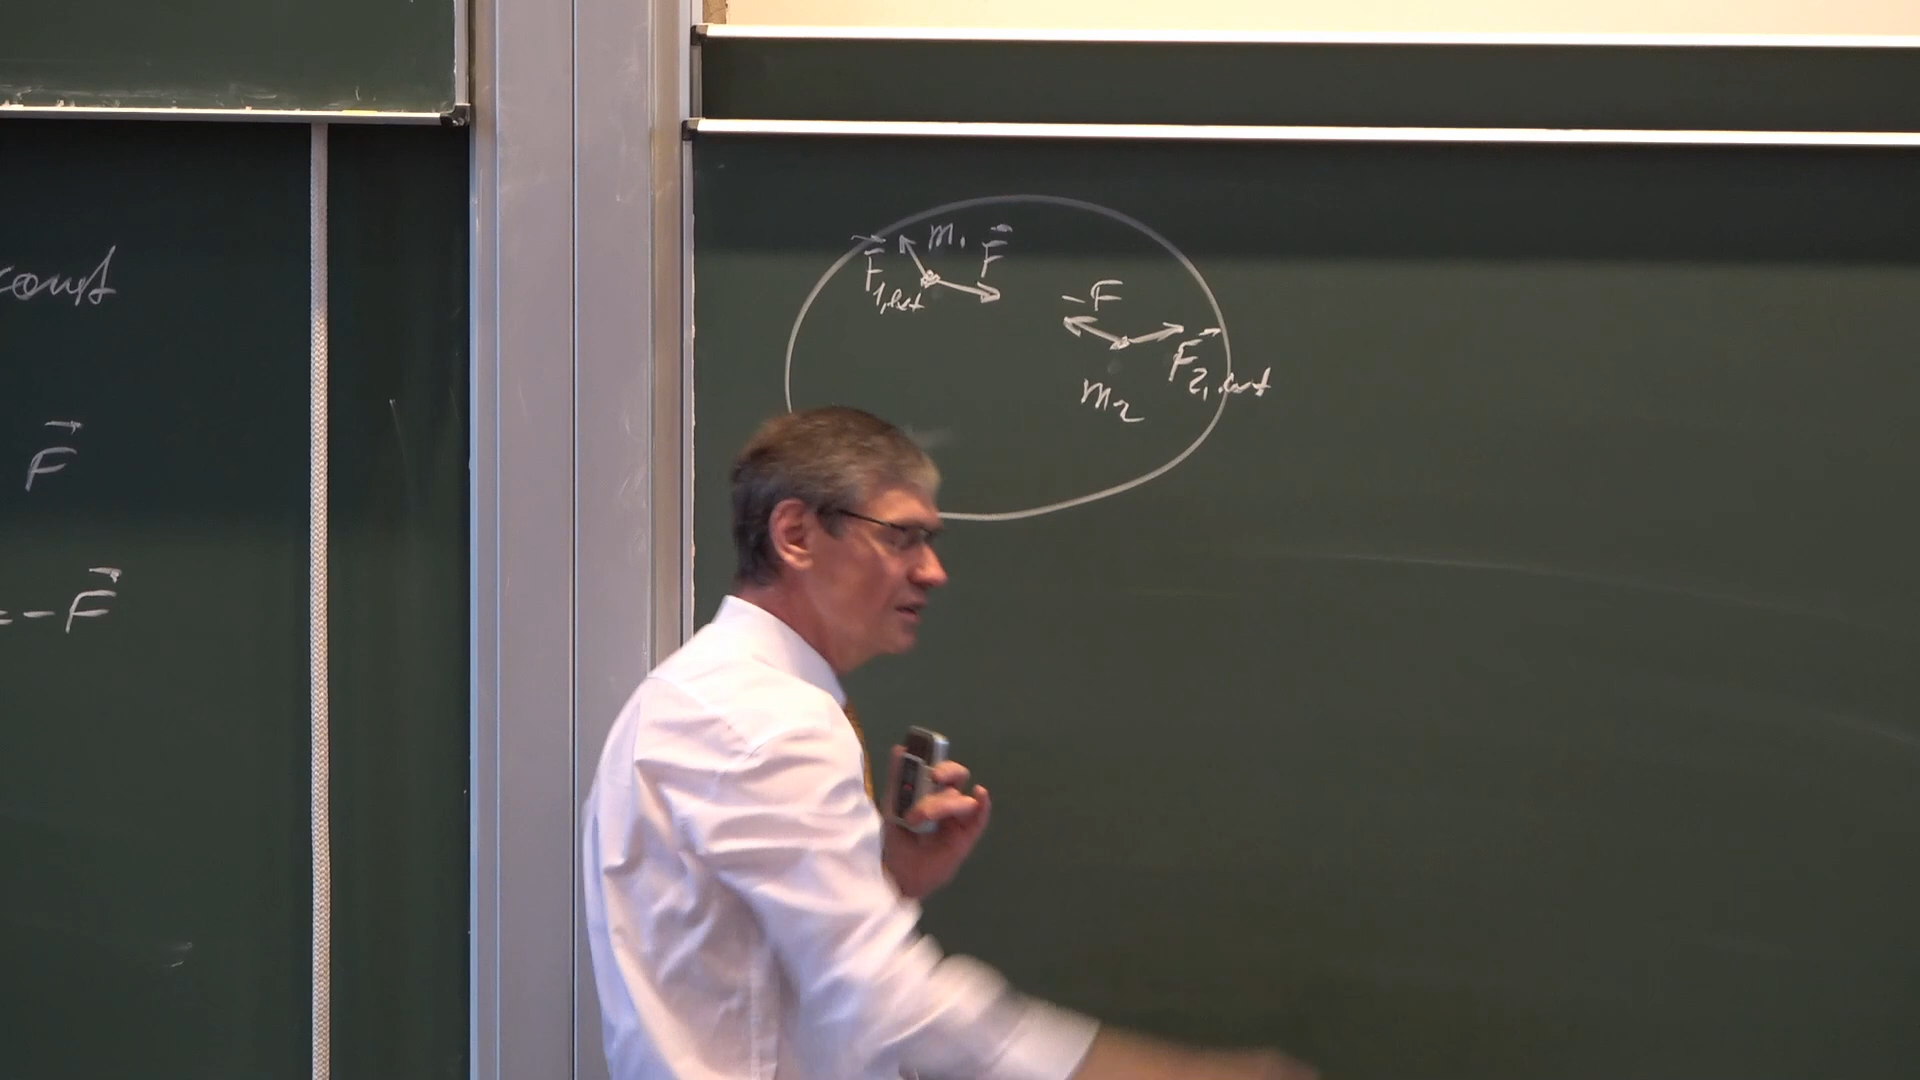 const
F⃗
= -F⃗
m₁ F⃗
F⃗₁,ext
-F
F⃗₂,ext
m₂